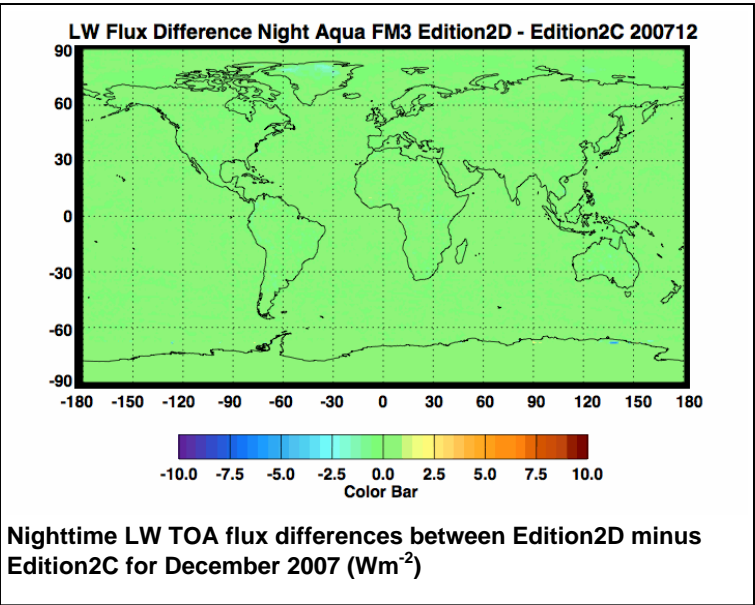 LW Flux Difference Night Aqua FM3 Edition2D - Edition2C 200712
90
60
30
0
-30
-60
-90
-180 -150 -120 -90 -60 -30 0 30 60 90 120 150 180
-10.0 -7.5 -5.0 -2.5 0.0 2.5 5.0 7.5 10.0
Color Bar
Nighttime LW TOA flux differences between Edition2D minus
Edition2C for December 2007 (Wm⁻²)